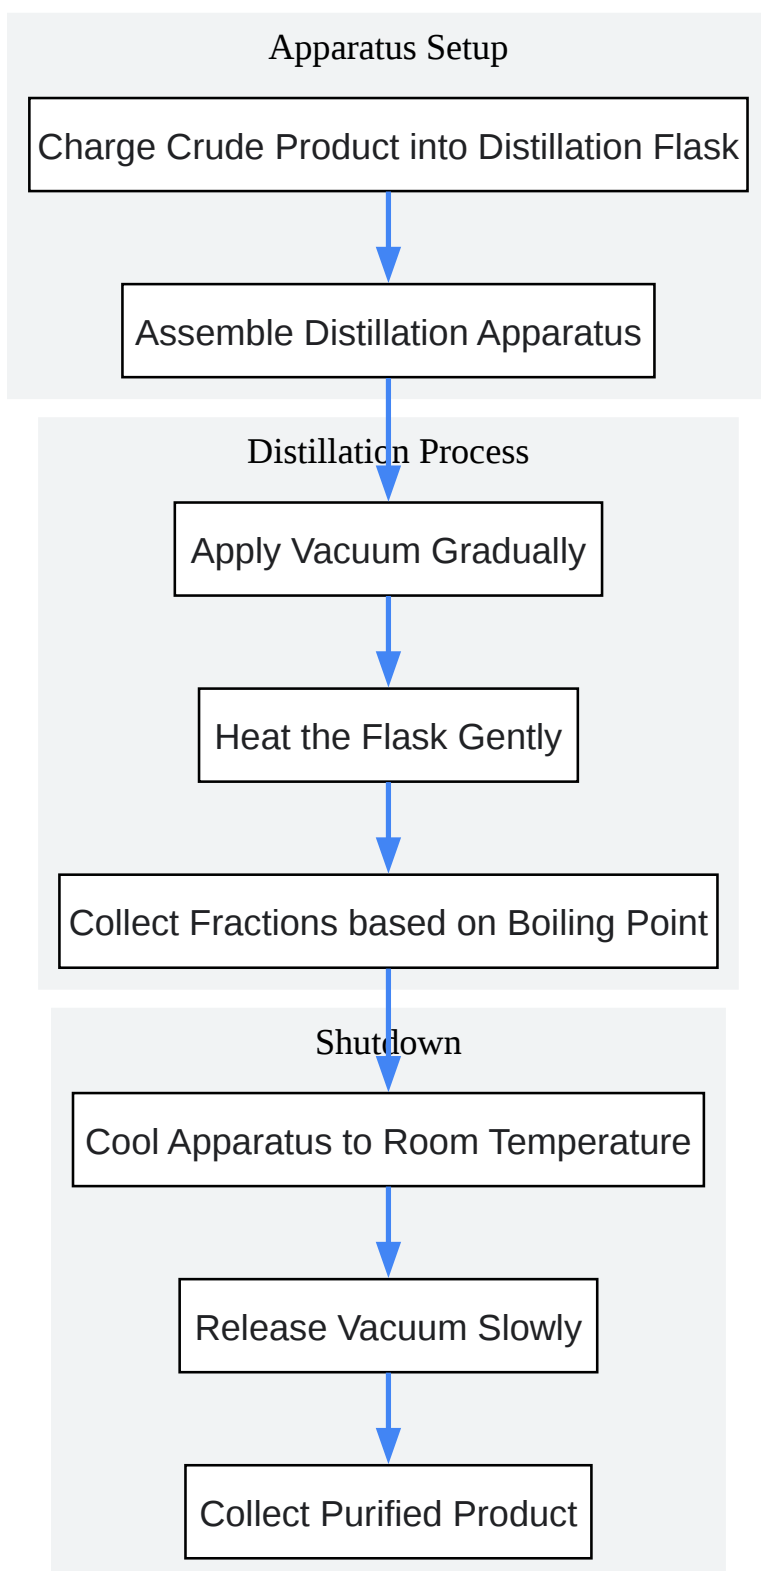 Apparatus Setup
Charge Crude Product into Distillation Flask
Assemble Distillation Apparatus
Distillation Process
Apply Vacuum Gradually
Heat the Flask Gently
Collect Fractions based on Boiling Point
Shutdown
Cool Apparatus to Room Temperature
Release Vacuum Slowly
Collect Purified Product